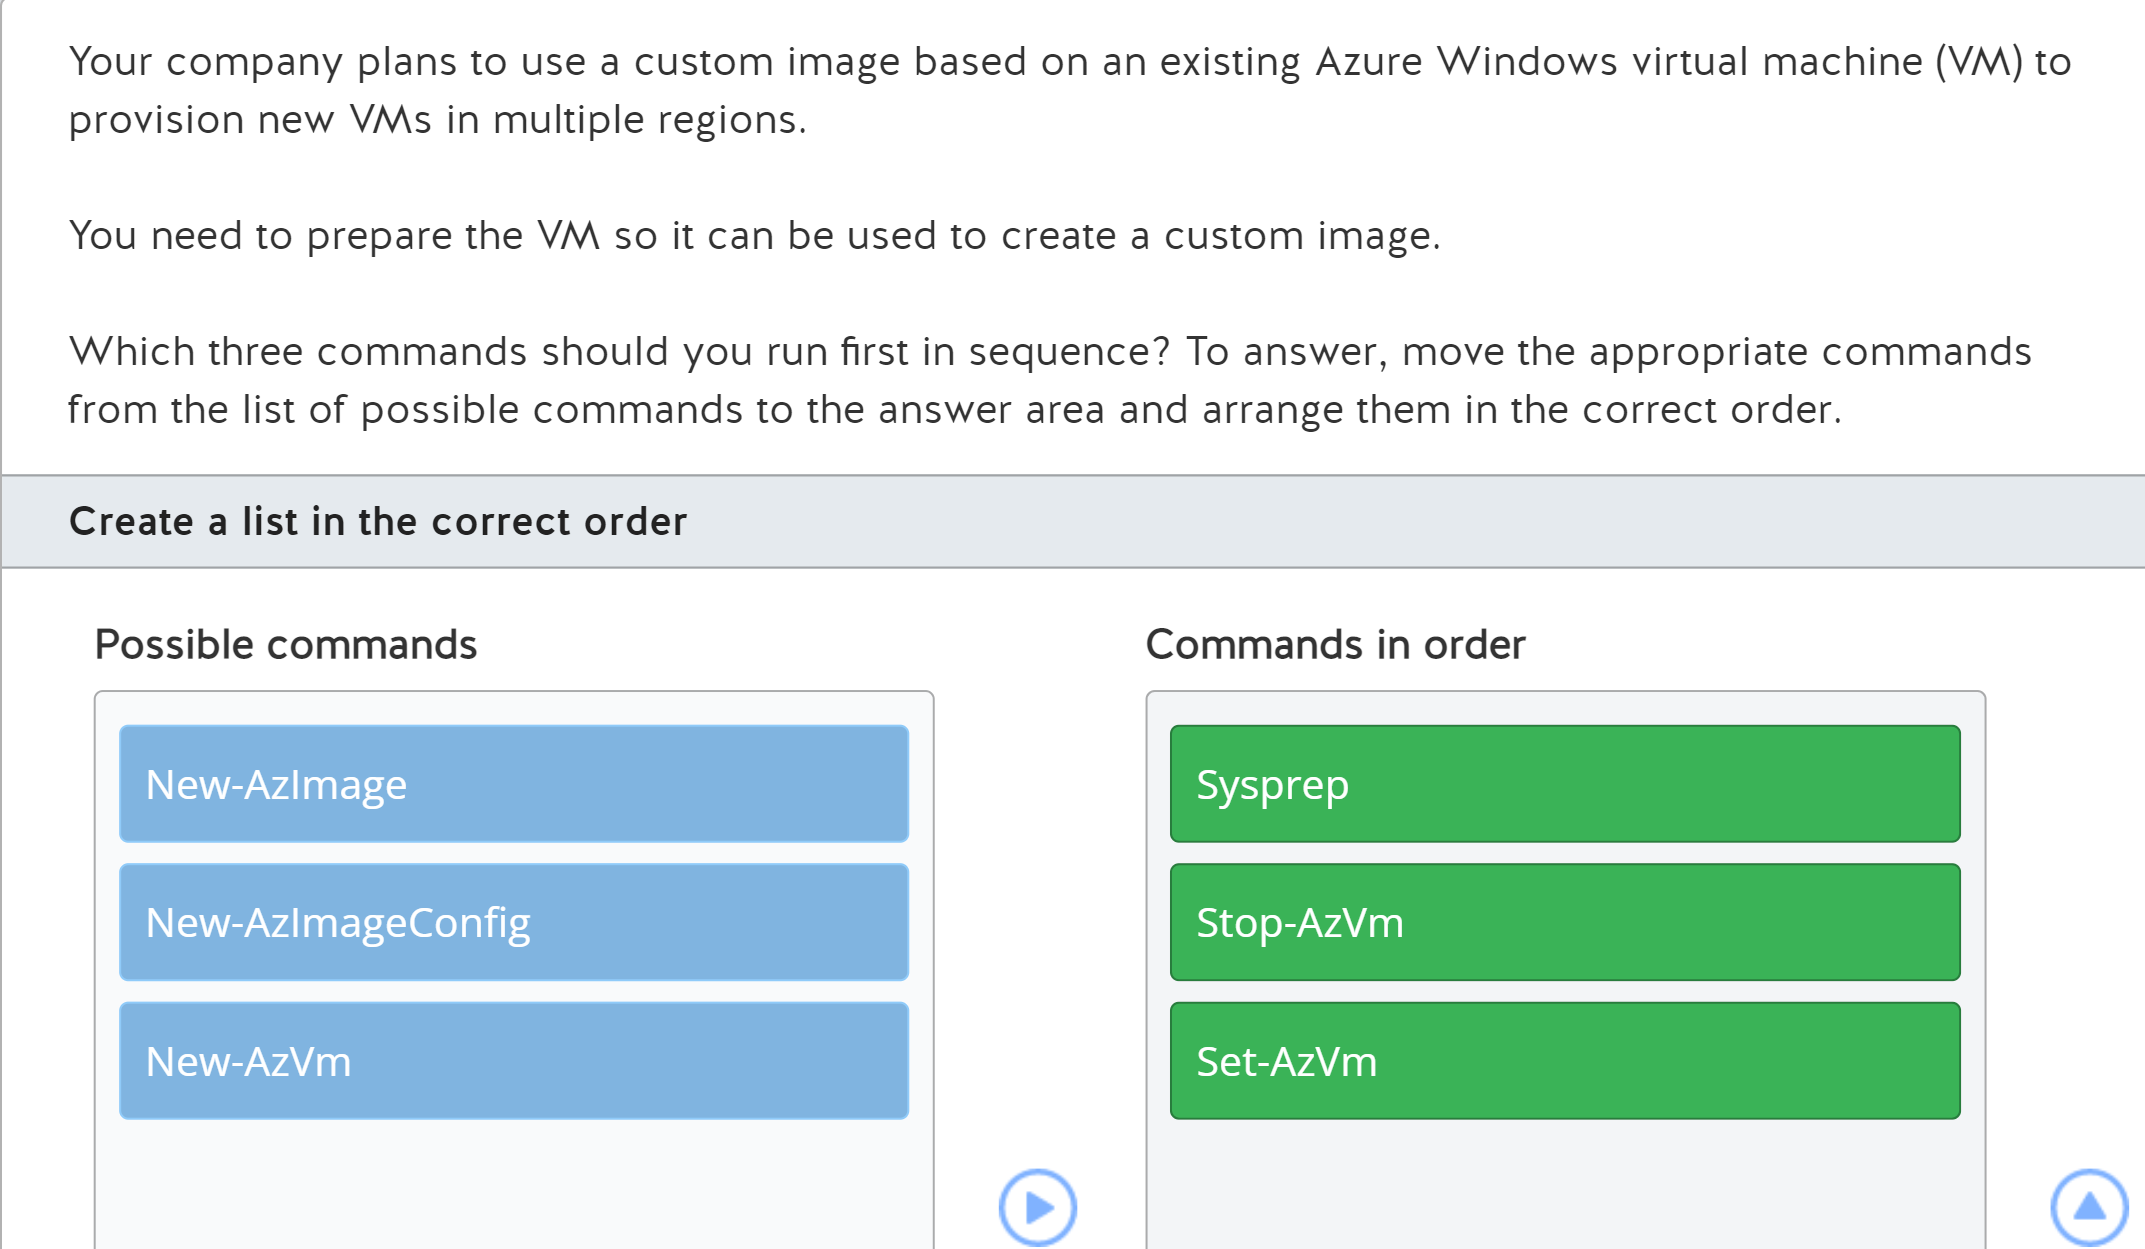 Your company plans to use a custom image based on an existing Azure Windows virtual machine (VM) to
provision new VMs in multiple regions.
You need to prepare the VM so it can be used to create a custom image.
Which three commands should you run first in sequence? To answer, move the appropriate commands
from the list of possible commands to the answer area and arrange them in the correct order.
Create a list in the correct order
Possible commands
New-AzImage
New-AzImageConfig
New-AzVm
Commands in order
Sysprep
Stop-AzVm
Set-AzVm